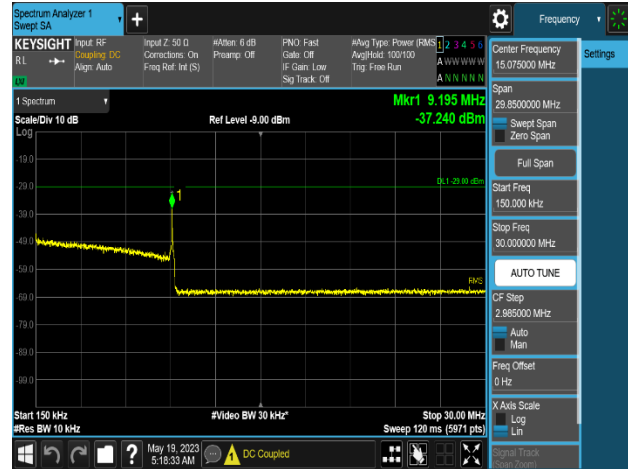 Spectrum Analyzer 1
Swept SA
+
Frequency
KEYSIGHT
RL
LW
Input: RF
Coupling: DC
Align: Auto
Input Z: 50 Ω
Corrections: On
Freq Ref: Int (S)
#Atten: 6 dB
Preamp: Off
PNO: Fast
Gate: Off
IF Gain: Low
Sig Track: Off
#Avg Type: Power (RMS
Avg|Hold: 100/100
Trig: Free Run
1 2 3 4 5 6
A W W W W W
A N N N N N
Center Frequency
15.075000 MHz
Settings
1 Spectrum
Mkr1 9.195 MHz
Scale/Div 10 dB
Ref Level -9.00 dBm
-37.240 dBm
Log
-19.0
-29.0
-39.0
-49.0
-59.0
-69.0
-79.0
-89.0
-99.0
DL1 -29.00 dBm
1
RMS
Start 150 kHz
#Video BW 30 kHz*
Stop 30.00 MHz
#Res BW 10 kHz
Sweep 120 ms (5971 pts)
Span
29.8500000 MHz
Swept Span
Zero Span
Full Span
Start Freq
150.000 kHz
Stop Freq
30.000000 MHz
AUTO TUNE
CF Step
2.985000 MHz
Auto
Man
Freq Offset
0 Hz
X Axis Scale
Log
Lin
Signal Track
(Span Zoom)
?
May 19, 2023
5:18:33 AM
DC Coupled